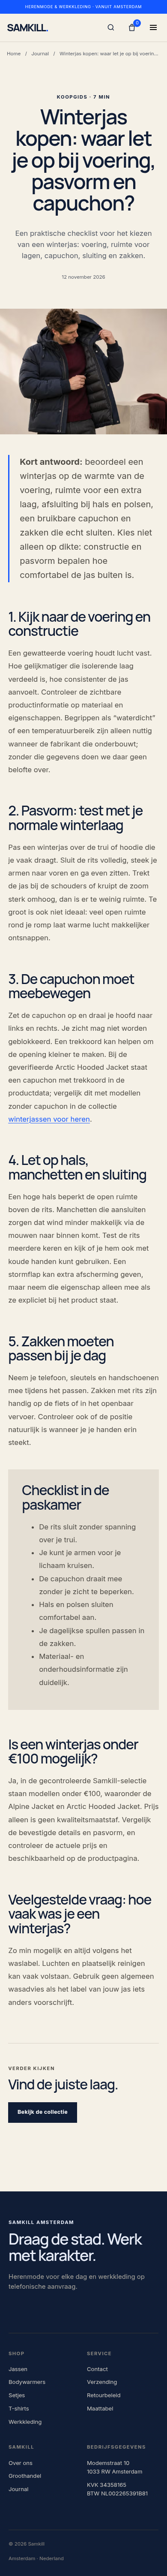 HERENMODE & WERKKLEDING · VANUIT AMSTERDAM
SAMKILL.
0
Home / Journal / Winterjas kopen: waar let je op bij voering...
KOOPGIDS · 7 MIN
Winterjas
kopen: waar let
je op bij voering,
pasvorm en
capuchon?
Een praktische checklist voor het kiezen
van een winterjas: voering, ruimte voor
lagen, capuchon, sluiting en zakken.
12 november 2026
Kort antwoord: beoordeel een
winterjas op de warmte van de
voering, ruimte voor een extra
laag, afsluiting bij hals en polsen,
een bruikbare capuchon en
zakken die echt sluiten. Kies niet
alleen op dikte: constructie en
pasvorm bepalen hoe
comfortabel de jas buiten is.
1. Kijk naar de voering en
constructie
Een gewatteerde voering houdt lucht vast.
Hoe gelijkmatiger die isolerende laag
verdeeld is, hoe consistenter de jas
aanvoelt. Controleer de zichtbare
productinformatie op materiaal en
eigenschappen. Begrippen als “waterdicht”
of een temperatuurbereik zijn alleen nuttig
wanneer de fabrikant die onderbouwt;
zonder die gegevens doen we daar geen
belofte over.
2. Pasvorm: test met je
normale winterlaag
Pas een winterjas over de trui of hoodie die
je vaak draagt. Sluit de rits volledig, steek je
armen naar voren en ga even zitten. Trekt
de jas bij de schouders of kruipt de zoom
sterk omhoog, dan is er te weinig ruimte. Te
groot is ook niet ideaal: veel open ruimte
rond je romp laat warme lucht makkelijker
ontsnappen.
3. De capuchon moet
meebewegen
Zet de capuchon op en draai je hoofd naar
links en rechts. Je zicht mag niet worden
geblokkeerd. Een trekkoord kan helpen om
de opening kleiner te maken. Bij de
geverifieerde Arctic Hooded Jacket staat
een capuchon met trekkoord in de
productdata; vergelijk dit met modellen
zonder capuchon in de collectie
winterjassen voor heren.
4. Let op hals,
manchetten en sluiting
Een hoge hals beperkt de open ruimte
boven de rits. Manchetten die aansluiten
zorgen dat wind minder makkelijk via de
mouwen naar binnen komt. Test de rits
meerdere keren en kijk of je hem ook met
koude handen goed kunt gebruiken. Een
stormflap kan extra afscherming geven,
maar neem die eigenschap alleen mee als
ze expliciet bij het product staat.
5. Zakken moeten
passen bij je dag
Neem je telefoon, sleutels en handschoenen
mee tijdens het passen. Zakken met rits zijn
handig op de fiets of in het openbaar
vervoer. Controleer ook of de positie
natuurlijk is wanneer je je handen erin
steekt.
Checklist in de
paskamer
• De rits sluit zonder spanning
over je trui.
• Je kunt je armen voor je
lichaam kruisen.
• De capuchon draait mee
zonder je zicht te beperken.
• Hals en polsen sluiten
comfortabel aan.
• Je dagelijkse spullen passen in
de zakken.
• Materiaal- en
onderhoudsinformatie zijn
duidelijk.
Is een winterjas onder
€100 mogelijk?
Ja, in de gecontroleerde Samkill-selectie
staan modellen onder €100, waaronder de
Alpine Jacket en Arctic Hooded Jacket. Prijs
alleen is geen kwaliteitsmaatstaf. Vergelijk
de bevestigde details en pasvorm, en
controleer de actuele prijs en
beschikbaarheid op de productpagina.
Veelgestelde vraag: hoe
vaak was je een
winterjas?
Zo min mogelijk en altijd volgens het
waslabel. Luchten en plaatselijk reinigen
kan vaak volstaan. Gebruik geen algemeen
wasadvies als het label van jouw jas iets
anders voorschrijft.
VERDER KIJKEN
Vind de juiste laag.
Bekijk de collectie
SAMKILL AMSTERDAM
Draag de stad. Werk
met karakter.
Herenmode voor elke dag en werkkleding op
telefonische aanvraag.
SHOP
Jassen
Bodywarmers
Setjes
T-shirts
Werkkleding
SERVICE
Contact
Verzending
Retourbeleid
Maattabel
SAMKILL
Over ons
Groothandel
Journal
BEDRIJFSGEGEVENS
Modemstraat 10
1033 RW Amsterdam
KVK 34358165
BTW NL002265391B81
© 2026 Samkill
Amsterdam · Nederland